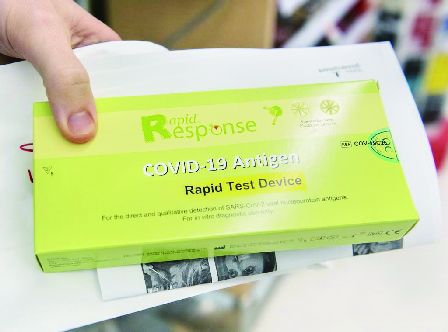 Rapid
Response
COVID-19 Antigen
Rapid Test Device
For the direct and qualitative detection of SARS-CoV-2 viral nucleoprotein antigens.
For in vitro diagnostic use only.